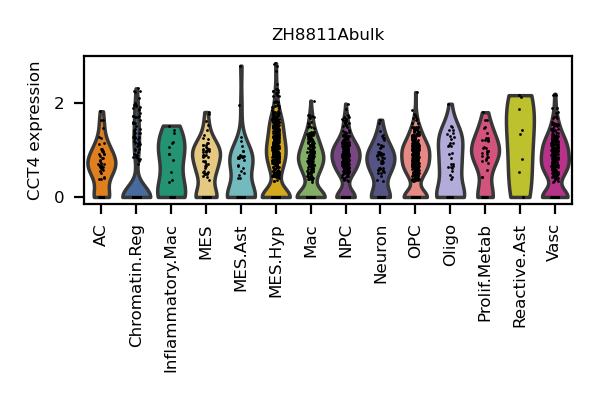 ZH8811Abulk
CCT4 expression
2
0
AC
Chromatin.Reg
Inflammatory.Mac
MES
MES.Ast
MES.Hyp
Mac
NPC
Neuron
OPC
Oligo
Prolif.Metab
Reactive.Ast
Vasc